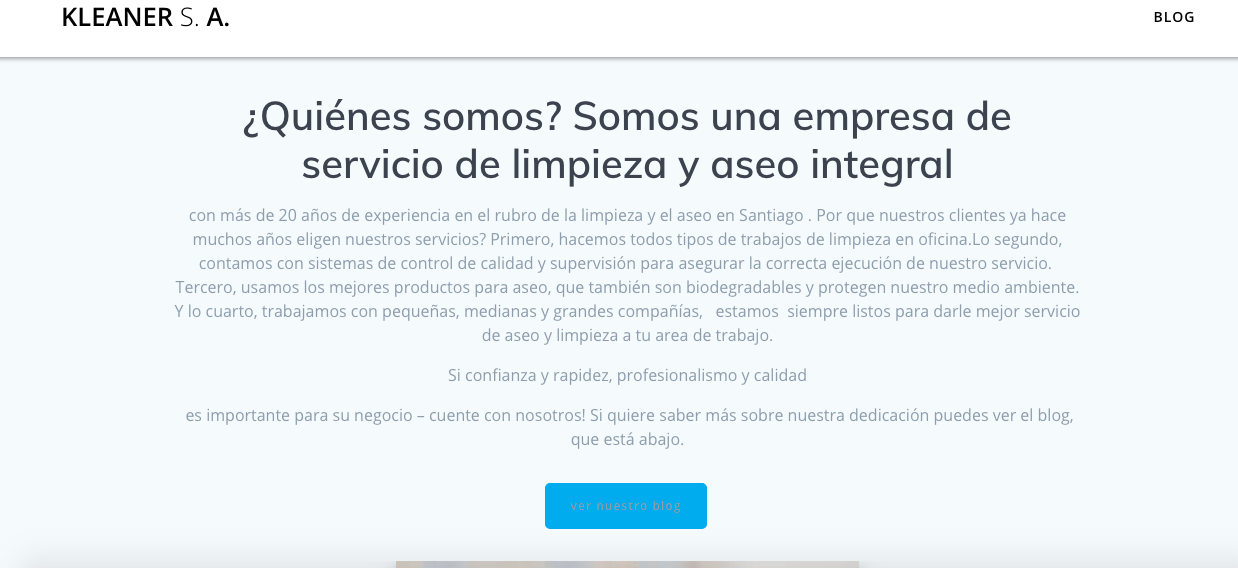 KLEANER S. A.
BLOG
¿Quiénes somos? Somos una empresa de
servicio de limpieza y aseo integral
con más de 20 años de experiencia en el rubro de la limpieza y el aseo en Santiago . Por que nuestros clientes ya hace
muchos años eligen nuestros servicios? Primero, hacemos todos tipos de trabajos de limpieza en oficina.Lo segundo,
contamos con sistemas de control de calidad y supervisión para asegurar la correcta ejecución de nuestro servicio.
Tercero, usamos los mejores productos para aseo, que también son biodegradables y protegen nuestro medio ambiente.
Y lo cuarto, trabajamos con pequeñas, medianas y grandes compañías,   estamos  siempre listos para darle mejor servicio
de aseo y limpieza a tu area de trabajo.
Si confianza y rapidez, profesionalismo y calidad
es importante para su negocio – cuente con nosotros! Si quiere saber más sobre nuestra dedicación puedes ver el blog,
que está abajo.
ver nuestro blog